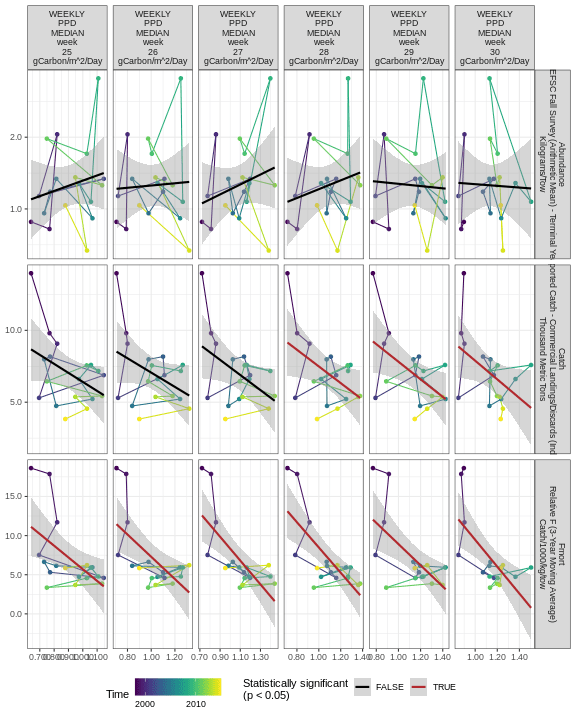 WEEKLY WEEKLY WEEKLY WEEKLY WEEKLY WEEKLY
PPD PPD PPD PPD PPD PPD
MEDIAN MEDIAN MEDIAN MEDIAN MEDIAN MEDIAN
week week week week week week
25 26 27 28 29 30
gCarbon/m^2/Day gCarbon/m^2/Day gCarbon/m^2/Day gCarbon/m^2/Day gCarbon/m^2/Day gCarbon/m^2/Day
2.0
1.0
Abundance
EFSC Fall Survey (Arithmetic Mean) - Terminal Ye
Kilograms/Tow
10.0
5.0
Catch
ported Catch - Commercial Landings/Discards (Ind
Thousand Metric Tons
15.0
10.0
5.0
0.0
Fmort
Relative F (3-Year Moving Average)
Catch/1000/kg/tow
0.80 1.00 1.20 0.70 0.90 1.10 1.30 0.80 1.00 1.20 1.00 1.20 1.40 1.00 1.20 1.40
Time
2000 2010
Statistically significant
(p < 0.05)
FALSE TRUE